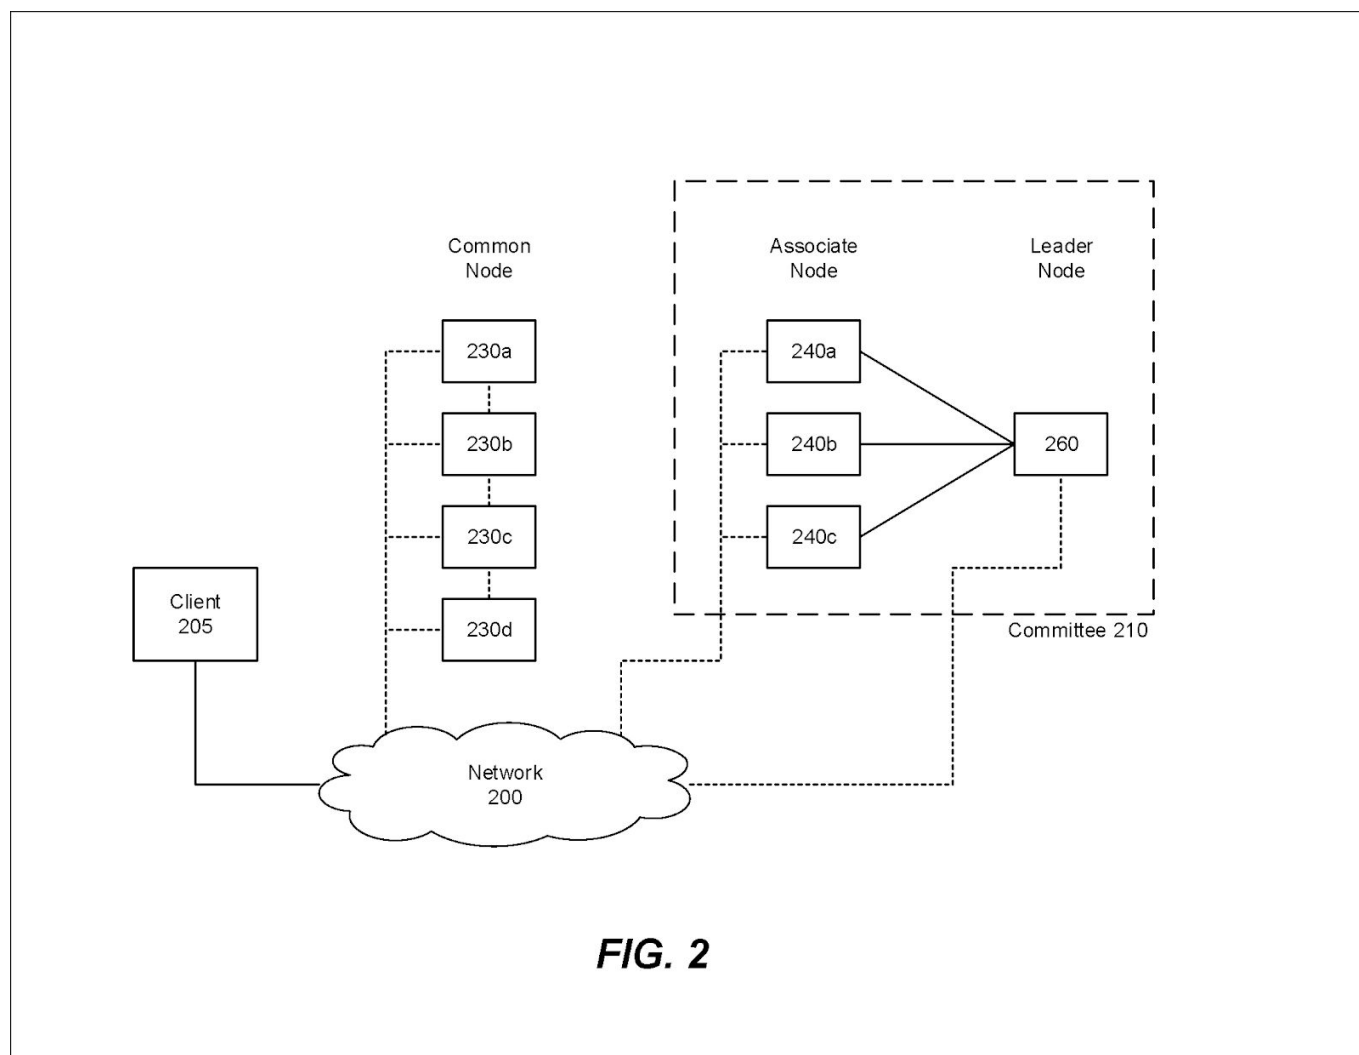 Common
Node
Associate
Node
Leader
Node
230a
240a
230b
240b
260
230c
240c
Client
205
230d
Committee 210
Network
200
FIG. 2